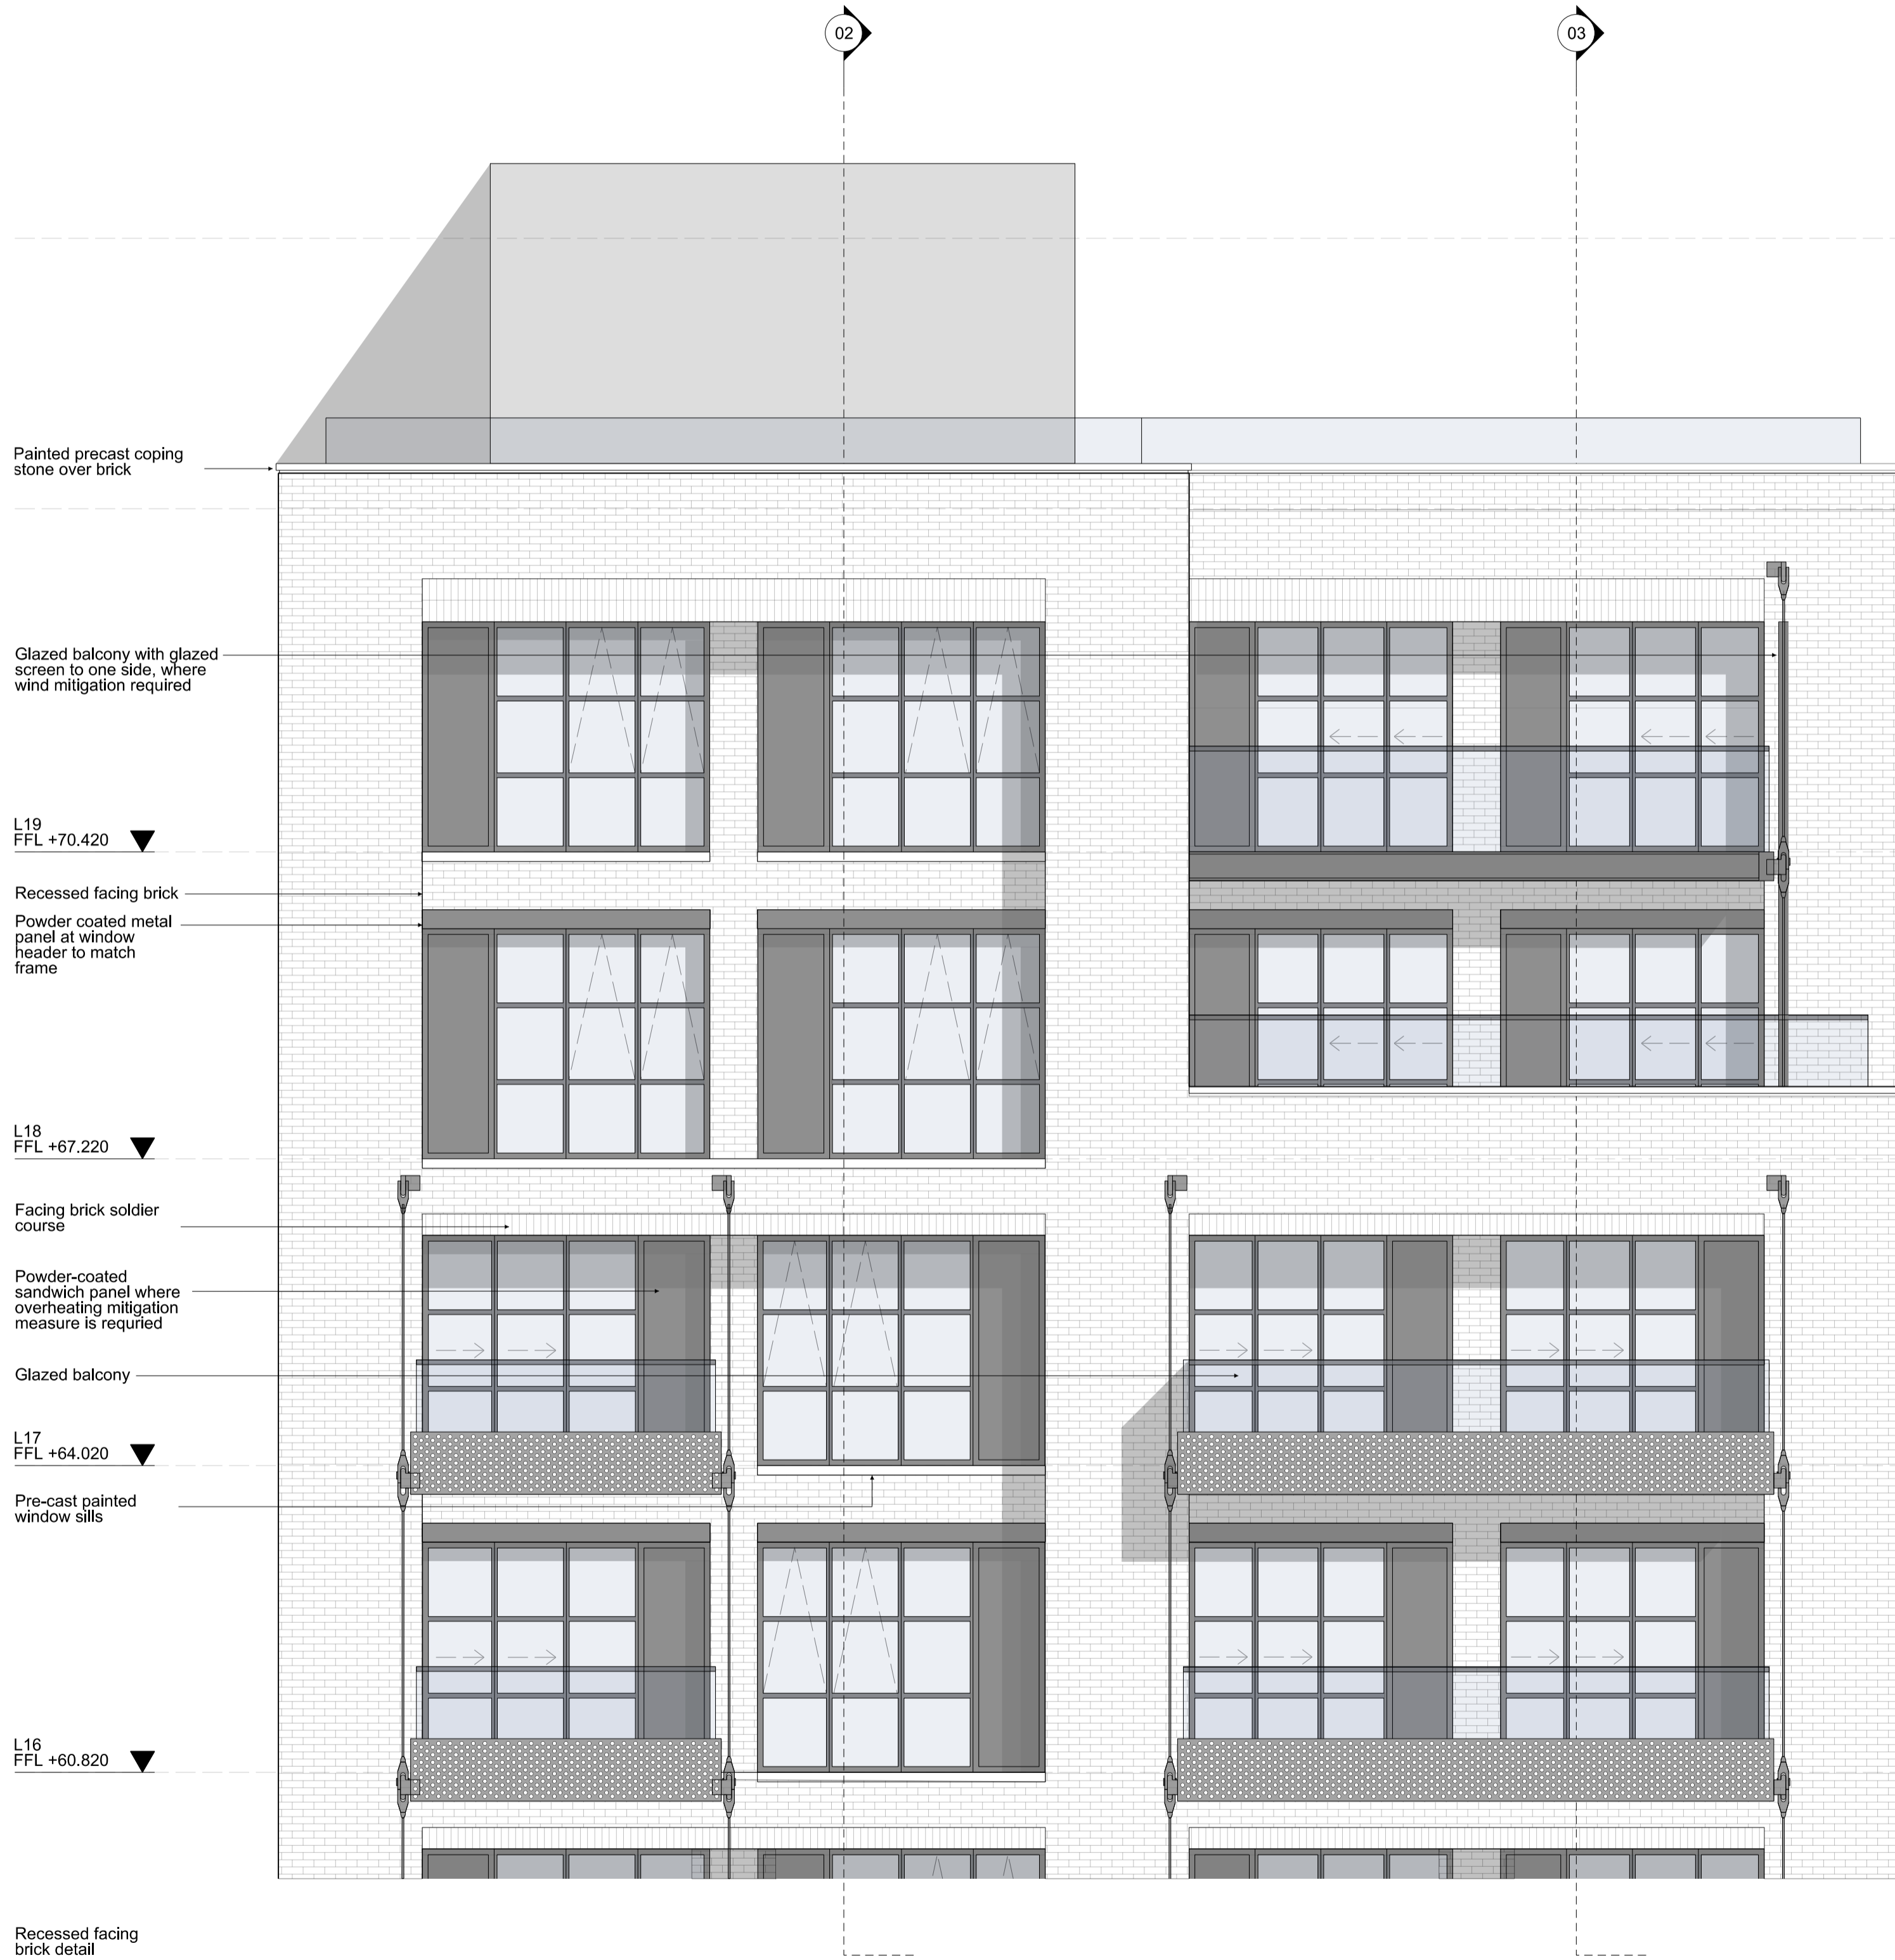 02
03
Painted precast coping
stone over brick
Glazed balcony with glazed
screen to one side, where
wind mitigation required
L19
FFL +70.420
Recessed facing brick
Powder coated metal
panel at window
header to match
frame
L18
FFL +67.220
Facing brick soldier
course
Powder-coated
sandwich panel where
overheating mitigation
measure is requried
Glazed balcony
L17
FFL +64.020
Pre-cast painted
window sills
L16
FFL +60.820
Recessed facing
brick detail